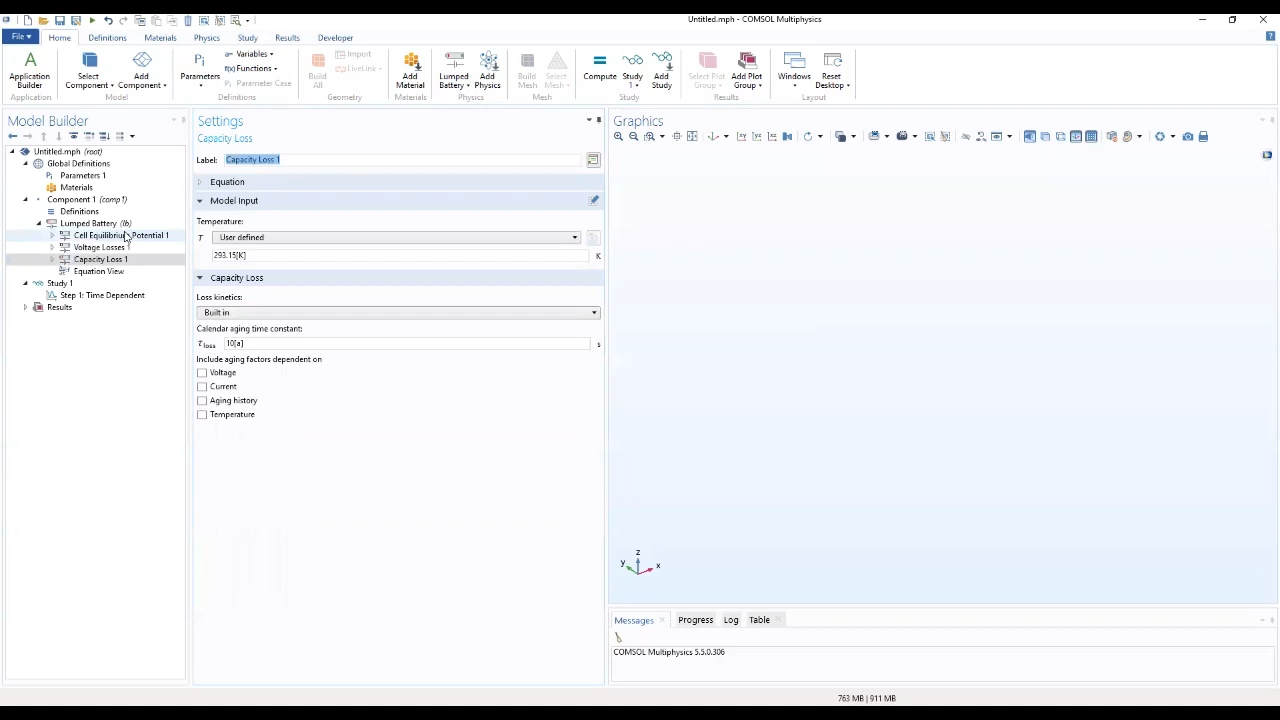 Untitled.mph - COMSOL Multiphysics
File Home Definitions Materials Physics Study Results Developer
Application Builder
Application
Select Component
Add Component
Model
Parameters
Variables
Functions
Parameter Case
Definitions
Build All
Import
LiveLink
Geometry
Add Material
Materials
Lumped Battery
Add Physics
Physics
Build Mesh
Select Mesh
Mesh
Compute
Study 1
Add Study
Study
Select Plot Group
Add Plot Group
Results
Windows
Reset Desktop
Layout
Model Builder
Untitled.mph (root)
Global Definitions
Parameters 1
Materials
Component 1 (comp1)
Definitions
Lumped Battery (lb)
Cell Equilibrium Potential 1
Voltage Losses 1
Capacity Loss 1
Equation View
Study 1
Step 1: Time Dependent
Results
Settings
Capacity Loss
Label: Capacity Loss 1
Equation
Model Input
Temperature:
T User defined
293.15[K] K
Capacity Loss
Loss kinetics:
Built in
Calendar aging time constant:
τloss 10[a] s
Include aging factors dependent on
Voltage
Current
Aging history
Temperature
Graphics
z
y x
Messages Progress Log Table
COMSOL Multiphysics 5.5.0.306
763 MB | 911 MB